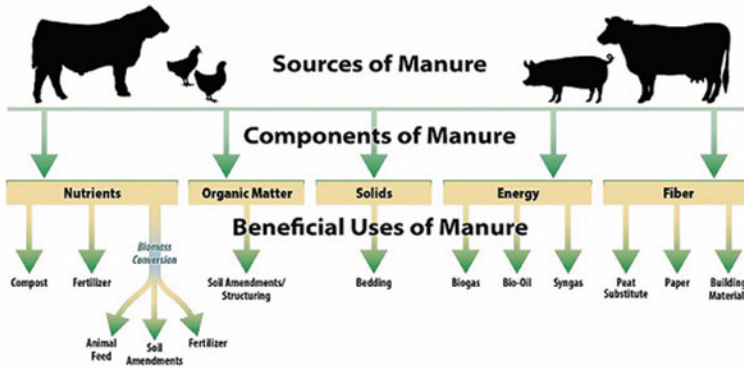 Sources of Manure
Components of Manure
Nutrients
Organic Matter
Solids
Energy
Fiber
Beneficial Uses of Manure
Biomass
Conversion
Compost
Fertilizer
Soil Amendments/
Structuring
Bedding
Biogas
Bio-Oil
Syngas
Peat
Substitute
Paper
Building
Material
Animal
Feed
Soil
Amendments
Fertilizer